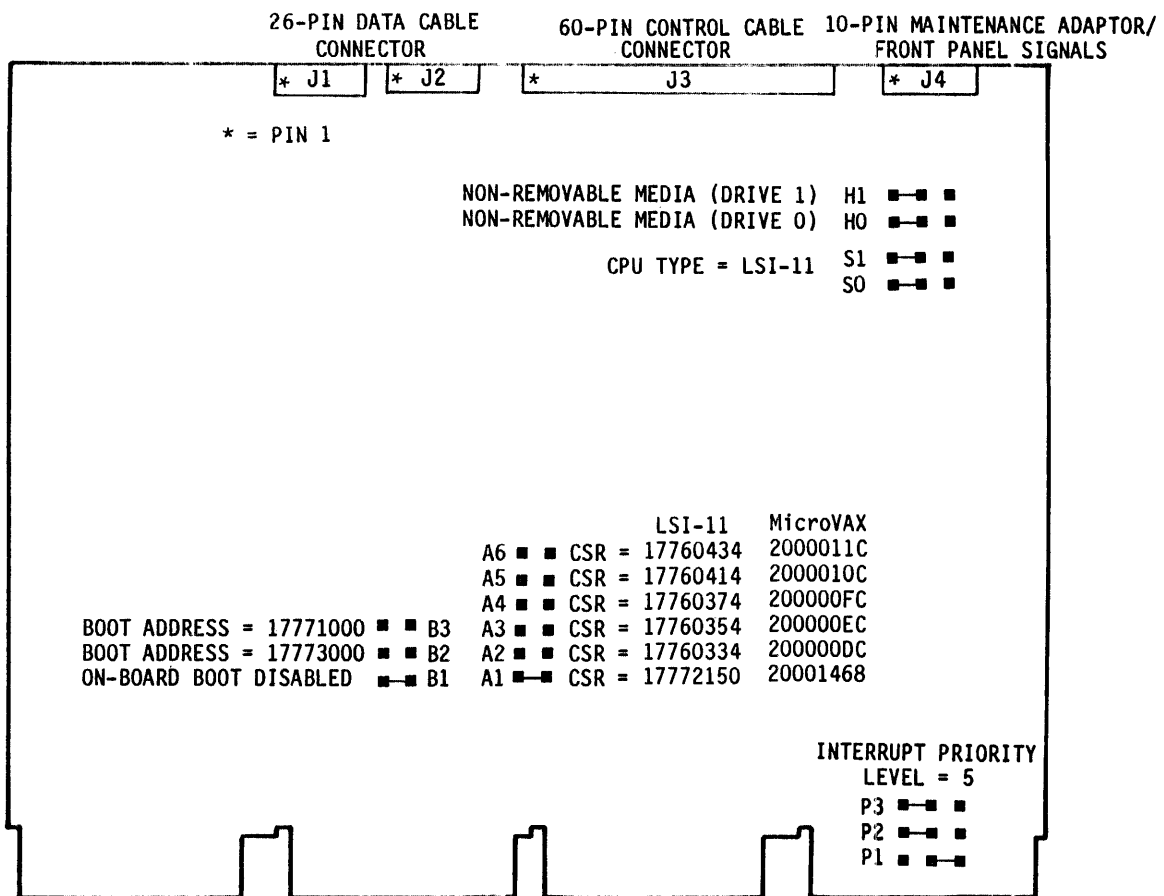 26-PIN DATA CABLE
CONNECTOR
60-PIN CONTROL CABLE
CONNECTOR
10-PIN MAINTENANCE ADAPTOR/
FRONT PANEL SIGNALS
* J1
* J2
* J3
* J4
* = PIN 1
NON-REMOVABLE MEDIA (DRIVE 1) H1
NON-REMOVABLE MEDIA (DRIVE 0) H0
CPU TYPE = LSI-11
S1
S0
LSI-11 MicroVAX
A6 CSR = 17760434 2000011C
A5 CSR = 17760414 2000010C
A4 CSR = 17760374 200000FC
BOOT ADDRESS = 17771000 B3 A3 CSR = 17760354 200000EC
BOOT ADDRESS = 17773000 B2 A2 CSR = 17760334 200000DC
ON-BOARD BOOT DISABLED B1 A1 CSR = 17772150 20001468
INTERRUPT PRIORITY
LEVEL = 5
P3
P2
P1